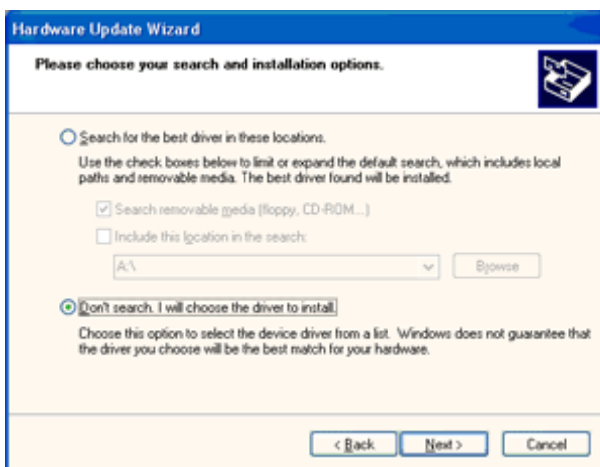 Hardware Update Wizard
Please choose your search and installation options.
Search for the best driver in these locations.
Use the check boxes below to limit or expand the default search, which includes local
paths and removable media. The best driver found will be installed.
Search removable media (floppy, CD-ROM...)
Include this location in the search:
A:\
Browse
Don't search. I will choose the driver to install.
Choose this option to select the device driver from a list. Windows does not guarantee that
the driver you choose will be the best match for your hardware.
< Back Next > Cancel